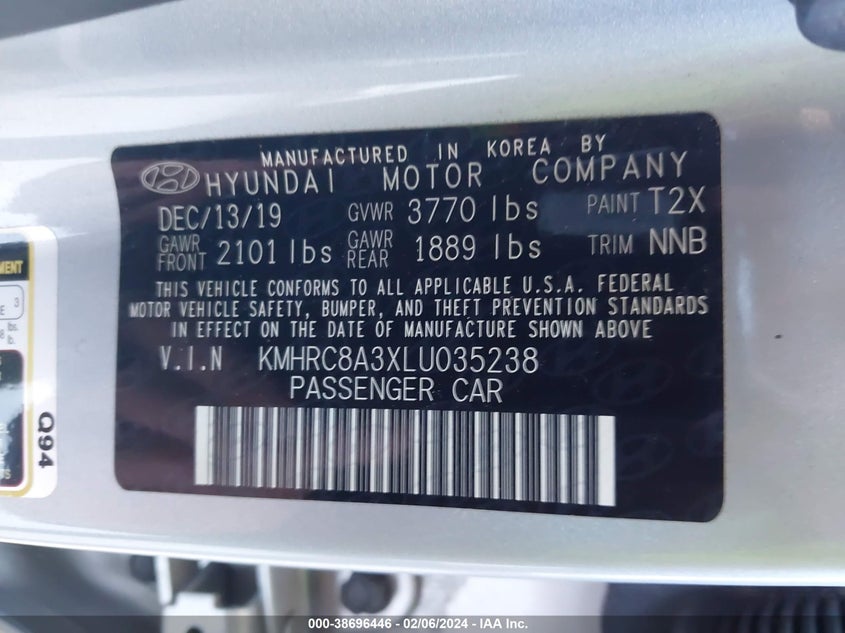 MANUFACTURED IN KOREA BY
HYUNDAI MOTOR COMPANY
DEC/13/19 GVWR 3770 lbs PAINT T2X
GAWR FRONT 2101 lbs GAWR REAR 1889 lbs TRIM NNB
THIS VEHICLE CONFORMS TO ALL APPLICABLE U.S.A. FEDERAL
MOTOR VEHICLE SAFETY, BUMPER, AND THEFT PREVENTION STANDARDS
IN EFFECT ON THE DATE OF MANUFACTURE SHOWN ABOVE
V.I.N KMHRC8A3XLU035238
PASSENGER CAR
3
lbs.
lb.
Q94
000-38696446 - 02/06/2024 - IAA Inc.